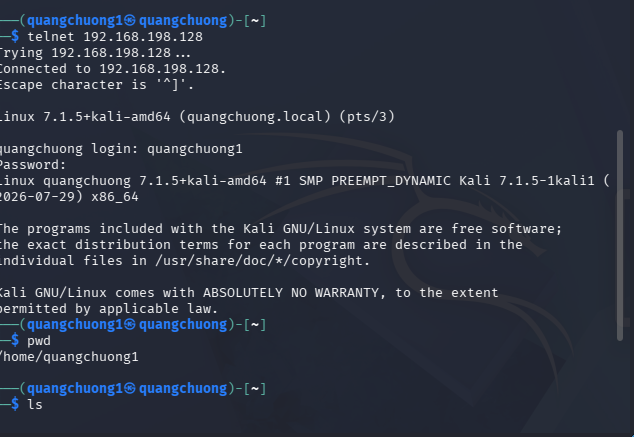 ──(quangchuong1㉿quangchuong)-[~]
─$ telnet 192.168.198.128
Trying 192.168.198.128...
Connected to 192.168.198.128.
Escape character is '^]'.
Linux 7.1.5+kali-amd64 (quangchuong.local) (pts/3)
quangchuong login: quangchuong1
Password:
Linux quangchuong 7.1.5+kali-amd64 #1 SMP PREEMPT_DYNAMIC Kali 7.1.5-1kali1 (
2026-07-29) x86_64
The programs included with the Kali GNU/Linux system are free software;
the exact distribution terms for each program are described in the
individual files in /usr/share/doc/*/copyright.
Kali GNU/Linux comes with ABSOLUTELY NO WARRANTY, to the extent
permitted by applicable law.
──(quangchuong1㉿quangchuong)-[~]
─$ pwd
/home/quangchuong1
──(quangchuong1㉿quangchuong)-[~]
─$ ls